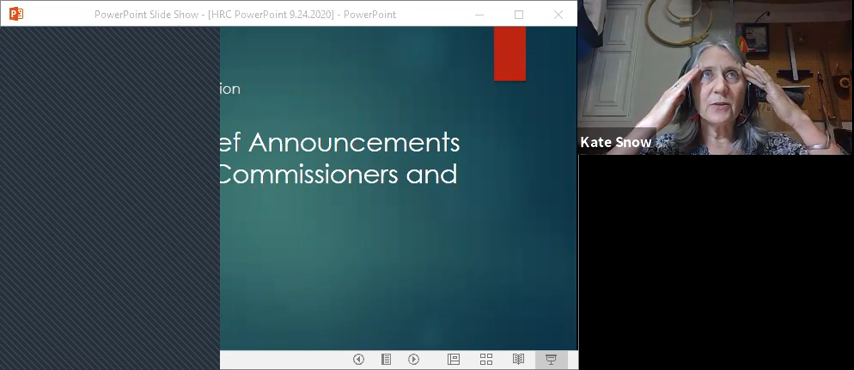 PowerPoint Slide Show - [HRC PowerPoint 9.24.2020] - PowerPoint
ion
ef Announcements
Commissioners and
Kate Snow